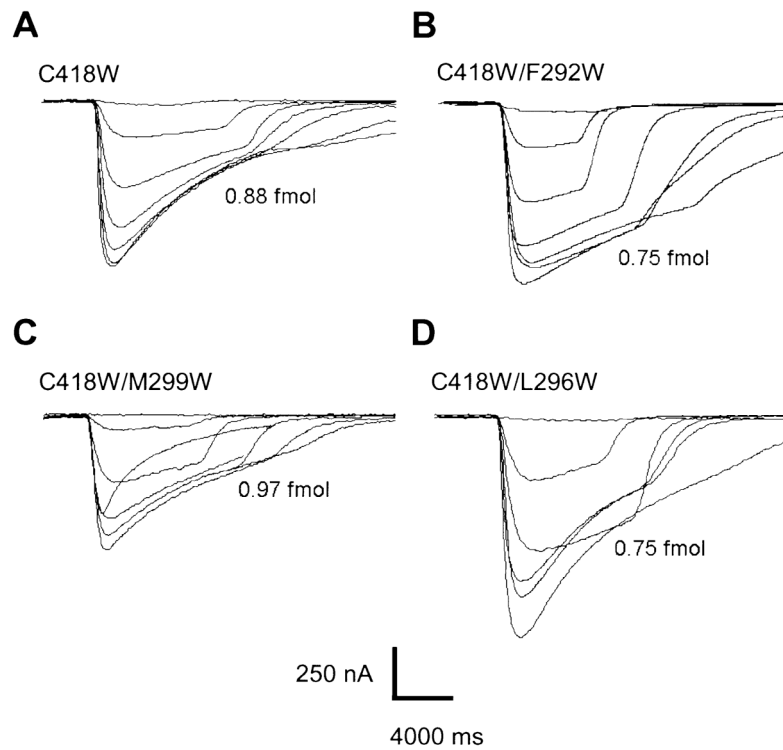 A
C418W
0.88 fmol
B
C418W/F292W
0.75 fmol
C
C418W/M299W
0.97 fmol
D
C418W/L296W
0.75 fmol
250 nA
4000 ms